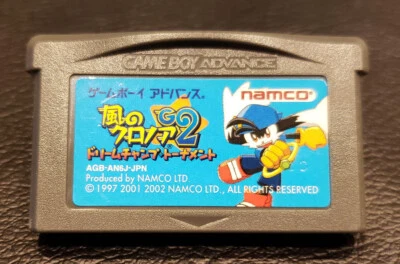 GAME BOY ADVANCE
ゲームボーイ アドバンス®
namco®
風のクロノア G2
ドリームチャンプ トーナメント
AGB-AN6J-JPN
Produced by NAMCO LTD.
© 1997 2001 2002 NAMCO LTD., ALL RIGHTS RESERVED